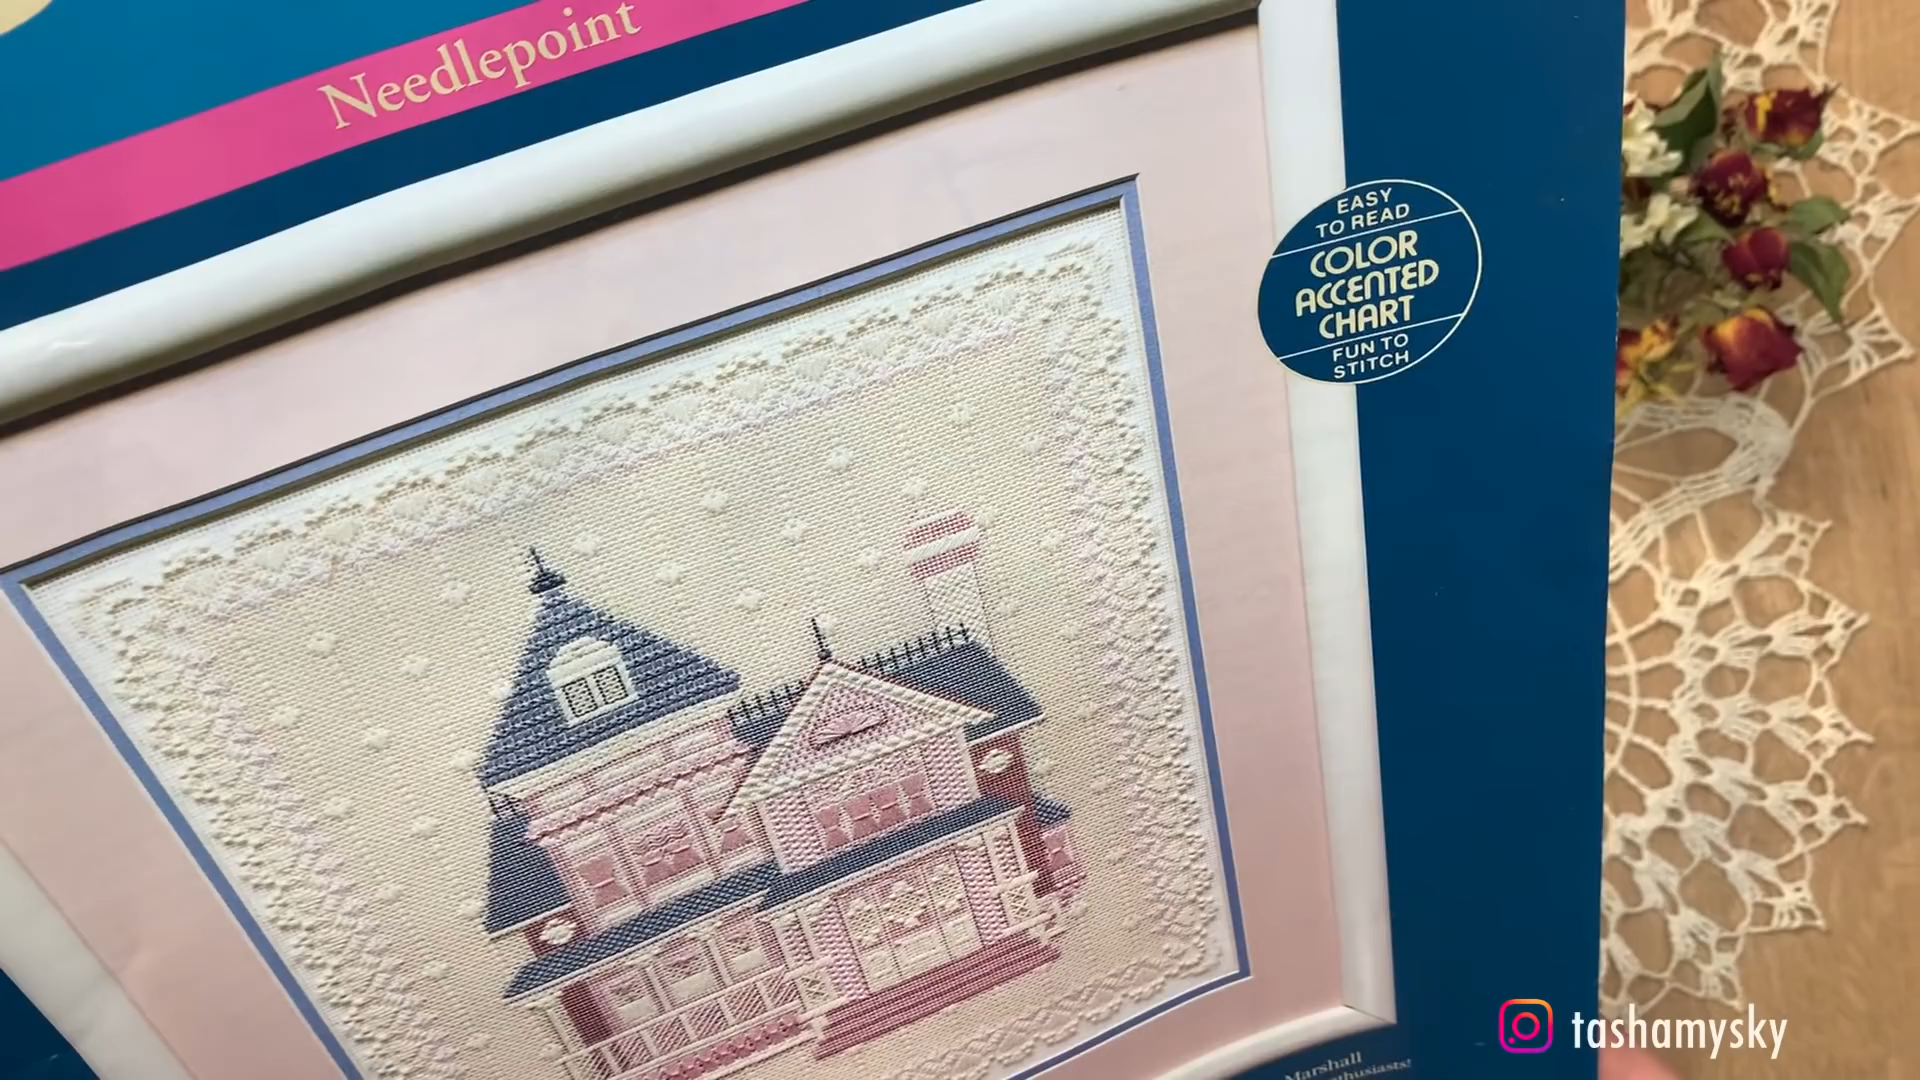 Needlepoint
EASY
TO READ
COLOR
ACCENTED
CHART
FUN TO
STITCH
Marshall
tashamysky